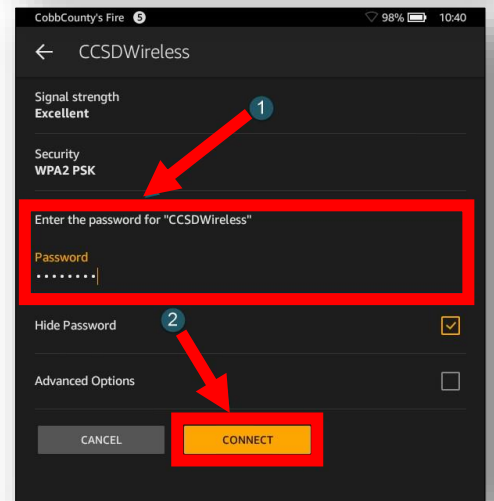 CobbCounty's Fire 5 98% 10:40
CCSDWireless
Signal strength
Excellent
1
Security
WPA2 PSK
Enter the password for "CCSDWireless"
Password
••••••••
Hide Password
2
Advanced Options
CANCEL CONNECT